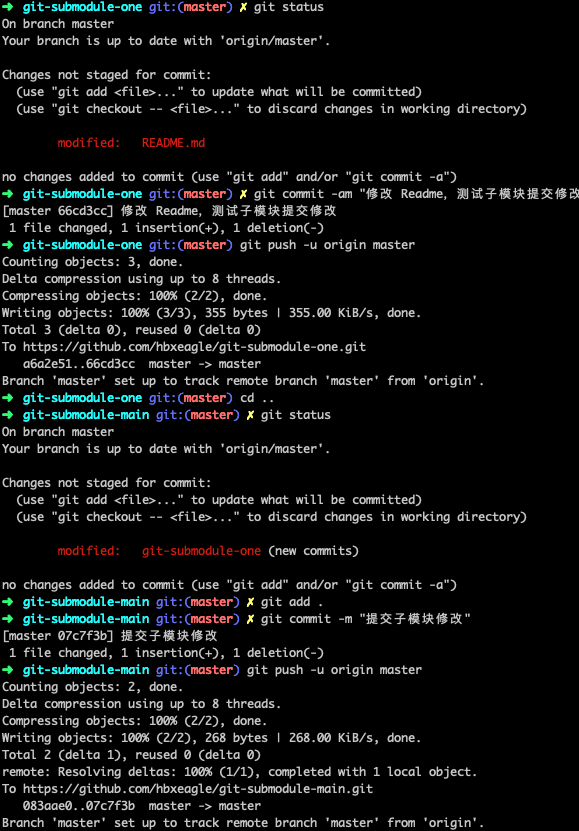 ➜  git-submodule-one git:(master) ✗ git status
On branch master
Your branch is up to date with 'origin/master'.

Changes not staged for commit:
  (use "git add <file>..." to update what will be committed)
  (use "git checkout -- <file>..." to discard changes in working directory)

        modified:   README.md

no changes added to commit (use "git add" and/or "git commit -a")
➜  git-submodule-one git:(master) ✗ git commit -am "修改 Readme, 测试子模块提交修改
[master 66cd3cc] 修改 Readme, 测试子模块提交修改
 1 file changed, 1 insertion(+), 1 deletion(-)
➜  git-submodule-one git:(master) git push -u origin master
Counting objects: 3, done.
Delta compression using up to 8 threads.
Compressing objects: 100% (2/2), done.
Writing objects: 100% (3/3), 355 bytes | 355.00 KiB/s, done.
Total 3 (delta 0), reused 0 (delta 0)
To https://github.com/hbxeagle/git-submodule-one.git
   a6a2e51..66cd3cc  master -> master
Branch 'master' set up to track remote branch 'master' from 'origin'.
➜  git-submodule-one git:(master) cd ..
➜  git-submodule-main git:(master) ✗ git status
On branch master
Your branch is up to date with 'origin/master'.

Changes not staged for commit:
  (use "git add <file>..." to update what will be committed)
  (use "git checkout -- <file>..." to discard changes in working directory)

        modified:   git-submodule-one (new commits)

no changes added to commit (use "git add" and/or "git commit -a")
➜  git-submodule-main git:(master) ✗ git add .
➜  git-submodule-main git:(master) ✗ git commit -m "提交子模块修改"
[master 07c7f3b] 提交子模块修改
 1 file changed, 1 insertion(+), 1 deletion(-)
➜  git-submodule-main git:(master) git push -u origin master
Counting objects: 2, done.
Delta compression using up to 8 threads.
Compressing objects: 100% (2/2), done.
Writing objects: 100% (2/2), 268 bytes | 268.00 KiB/s, done.
Total 2 (delta 1), reused 0 (delta 0)
remote: Resolving deltas: 100% (1/1), completed with 1 local object.
To https://github.com/hbxeagle/git-submodule-main.git
   083aae0..07c7f3b  master -> master
Branch 'master' set up to track remote branch 'master' from 'origin'.